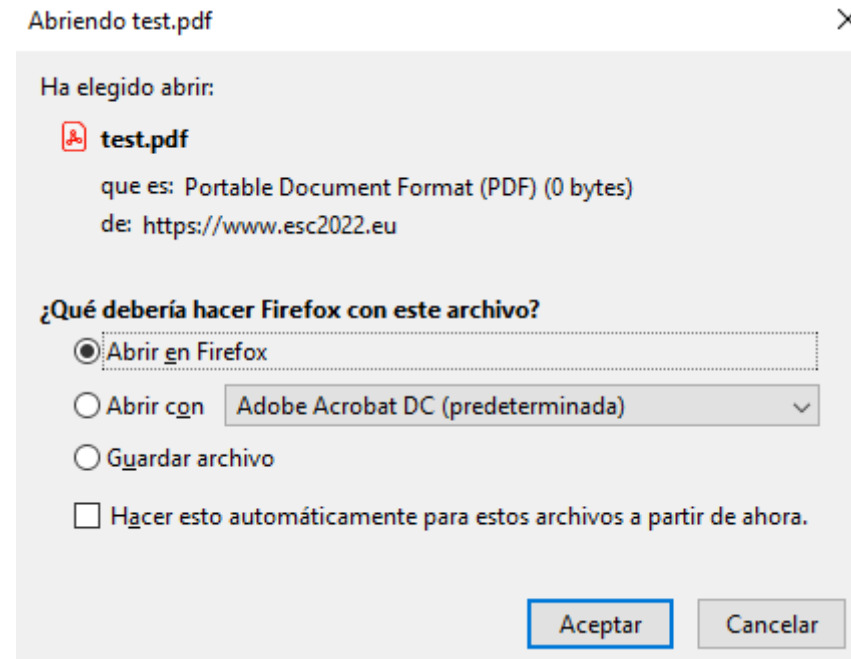 Abriendo test.pdf
Ha elegido abrir:
test.pdf
que es: Portable Document Format (PDF) (0 bytes)
de: https://www.esc2022.eu
¿Qué debería hacer Firefox con este archivo?
Abrir en Firefox
Abrir con Adobe Acrobat DC (predeterminada)
Guardar archivo
Hacer esto automáticamente para estos archivos a partir de ahora.
Aceptar Cancelar